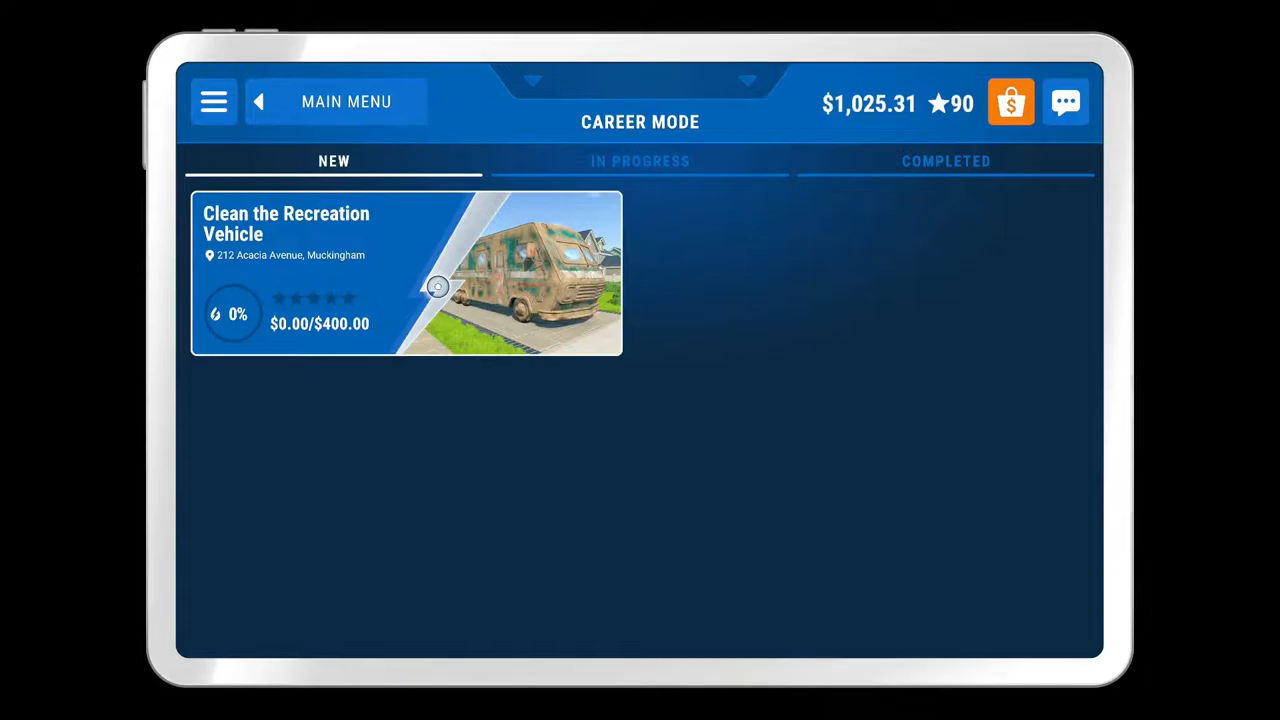 MAIN MENU
CAREER MODE
$1,025.31 ★90
$
NEW
IN PROGRESS
COMPLETED
Clean the Recreation
Vehicle
212 Acacia Avenue, Muckingham
0%
$0.00/$400.00